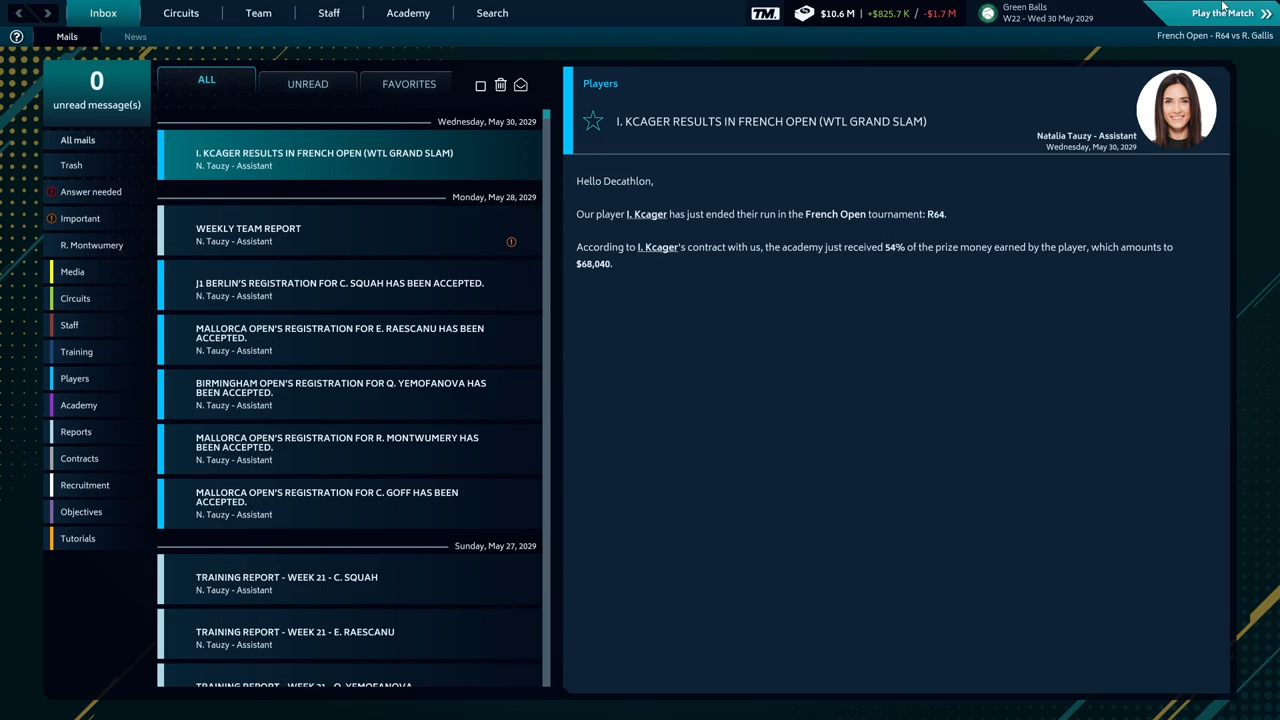 Inbox
Circuits
Team
Staff
Academy
Search
TM.
$10.6 M | +$825.7 K / -$1.7 M
Green Balls
W22 - Wed 30 May 2029
Play the Match
?
Mails
News
French Open - R64 vs R. Gallis
0
unread message(s)
All mails
Trash
Answer needed
Important
R. Montwumery
Media
Circuits
Staff
Training
Players
Academy
Reports
Contracts
Recruitment
Objectives
Tutorials
ALL
UNREAD
FAVORITES
Wednesday, May 30, 2029
I. KCAGER RESULTS IN FRENCH OPEN (WTL GRAND SLAM)
N. Tauzy - Assistant
Monday, May 28, 2029
WEEKLY TEAM REPORT
N. Tauzy - Assistant
J1 BERLIN'S REGISTRATION FOR C. SQUAH HAS BEEN ACCEPTED.
N. Tauzy - Assistant
MALLORCA OPEN'S REGISTRATION FOR E. RAESCANU HAS BEEN
ACCEPTED.
N. Tauzy - Assistant
BIRMINGHAM OPEN'S REGISTRATION FOR Q. YEMOFANOVA HAS
BEEN ACCEPTED.
N. Tauzy - Assistant
MALLORCA OPEN'S REGISTRATION FOR R. MONTWUMERY HAS
BEEN ACCEPTED.
N. Tauzy - Assistant
MALLORCA OPEN'S REGISTRATION FOR C. GOFF HAS BEEN
ACCEPTED.
N. Tauzy - Assistant
Sunday, May 27, 2029
TRAINING REPORT - WEEK 21 - C. SQUAH
N. Tauzy - Assistant
TRAINING REPORT - WEEK 21 - E. RAESCANU
N. Tauzy - Assistant
TRAINING REPORT - WEEK 21 - Q. YEMOFANOVA
Players
I. KCAGER RESULTS IN FRENCH OPEN (WTL GRAND SLAM)
Natalia Tauzy - Assistant
Wednesday, May 30, 2029
Hello Decathlon,
Our player I. Kcager has just ended their run in the French Open tournament: R64.
According to I. Kcager's contract with us, the academy just received 54% of the prize money earned by the player, which amounts to
$68,040.